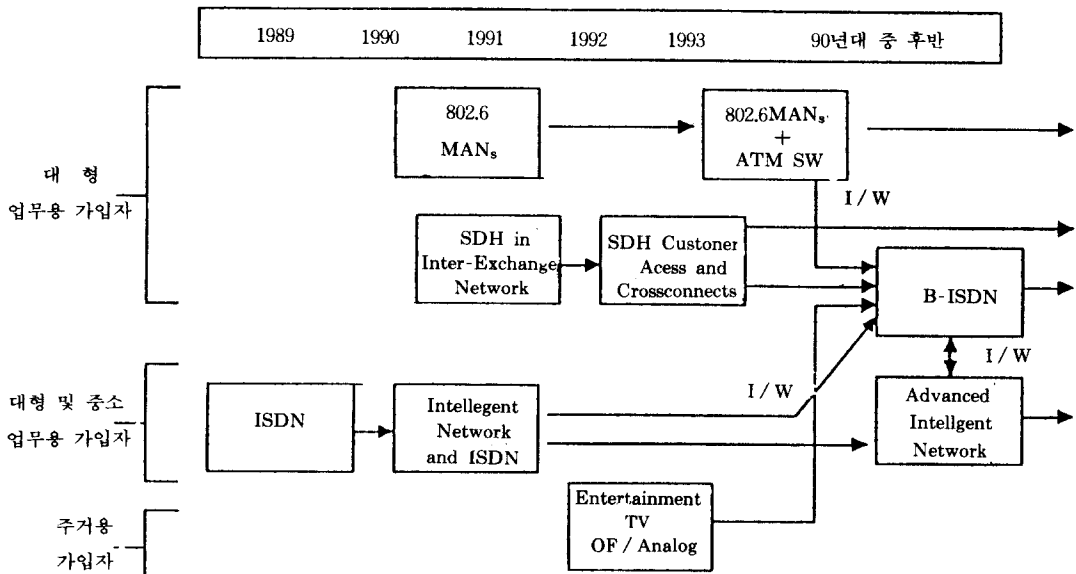 1989 1990 1991 1992 1993 90년대 중 후반
대 형
업무용 가입자
802.6
MANs
802.6MANs
+
ATM SW
I / W
SDH in
Inter-Exchange
Network
SDH Customer
Acess and
Crossconnects
B-ISDN
I / W
대형 및 중소
업무용 가입자
ISDN
Intellegent
Network
and ISDN
I / W
Advanced
Intellgent
Network
주거용
가입자
Entertainment
TV
OF / Analog